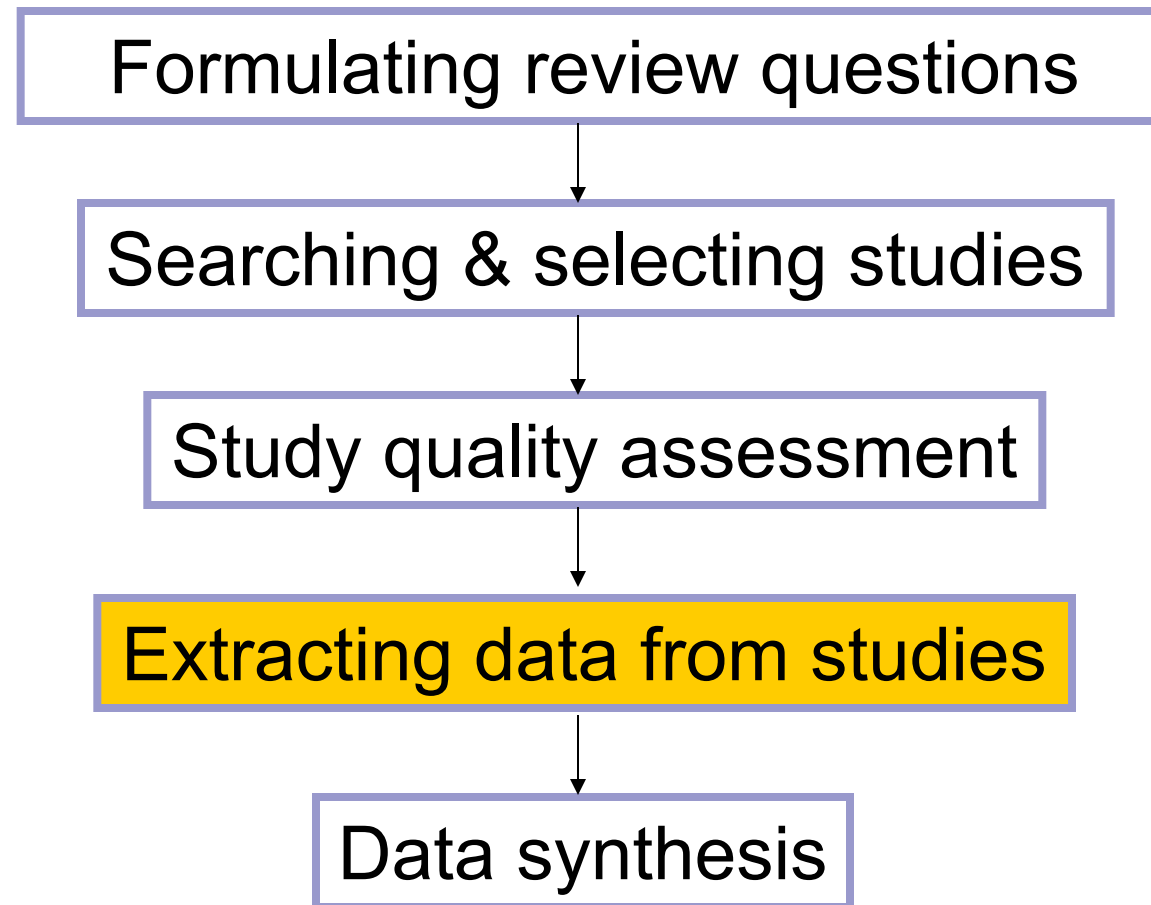 Formulating review questions
Searching & selecting studies
Study quality assessment
Extracting data from studies
Data synthesis